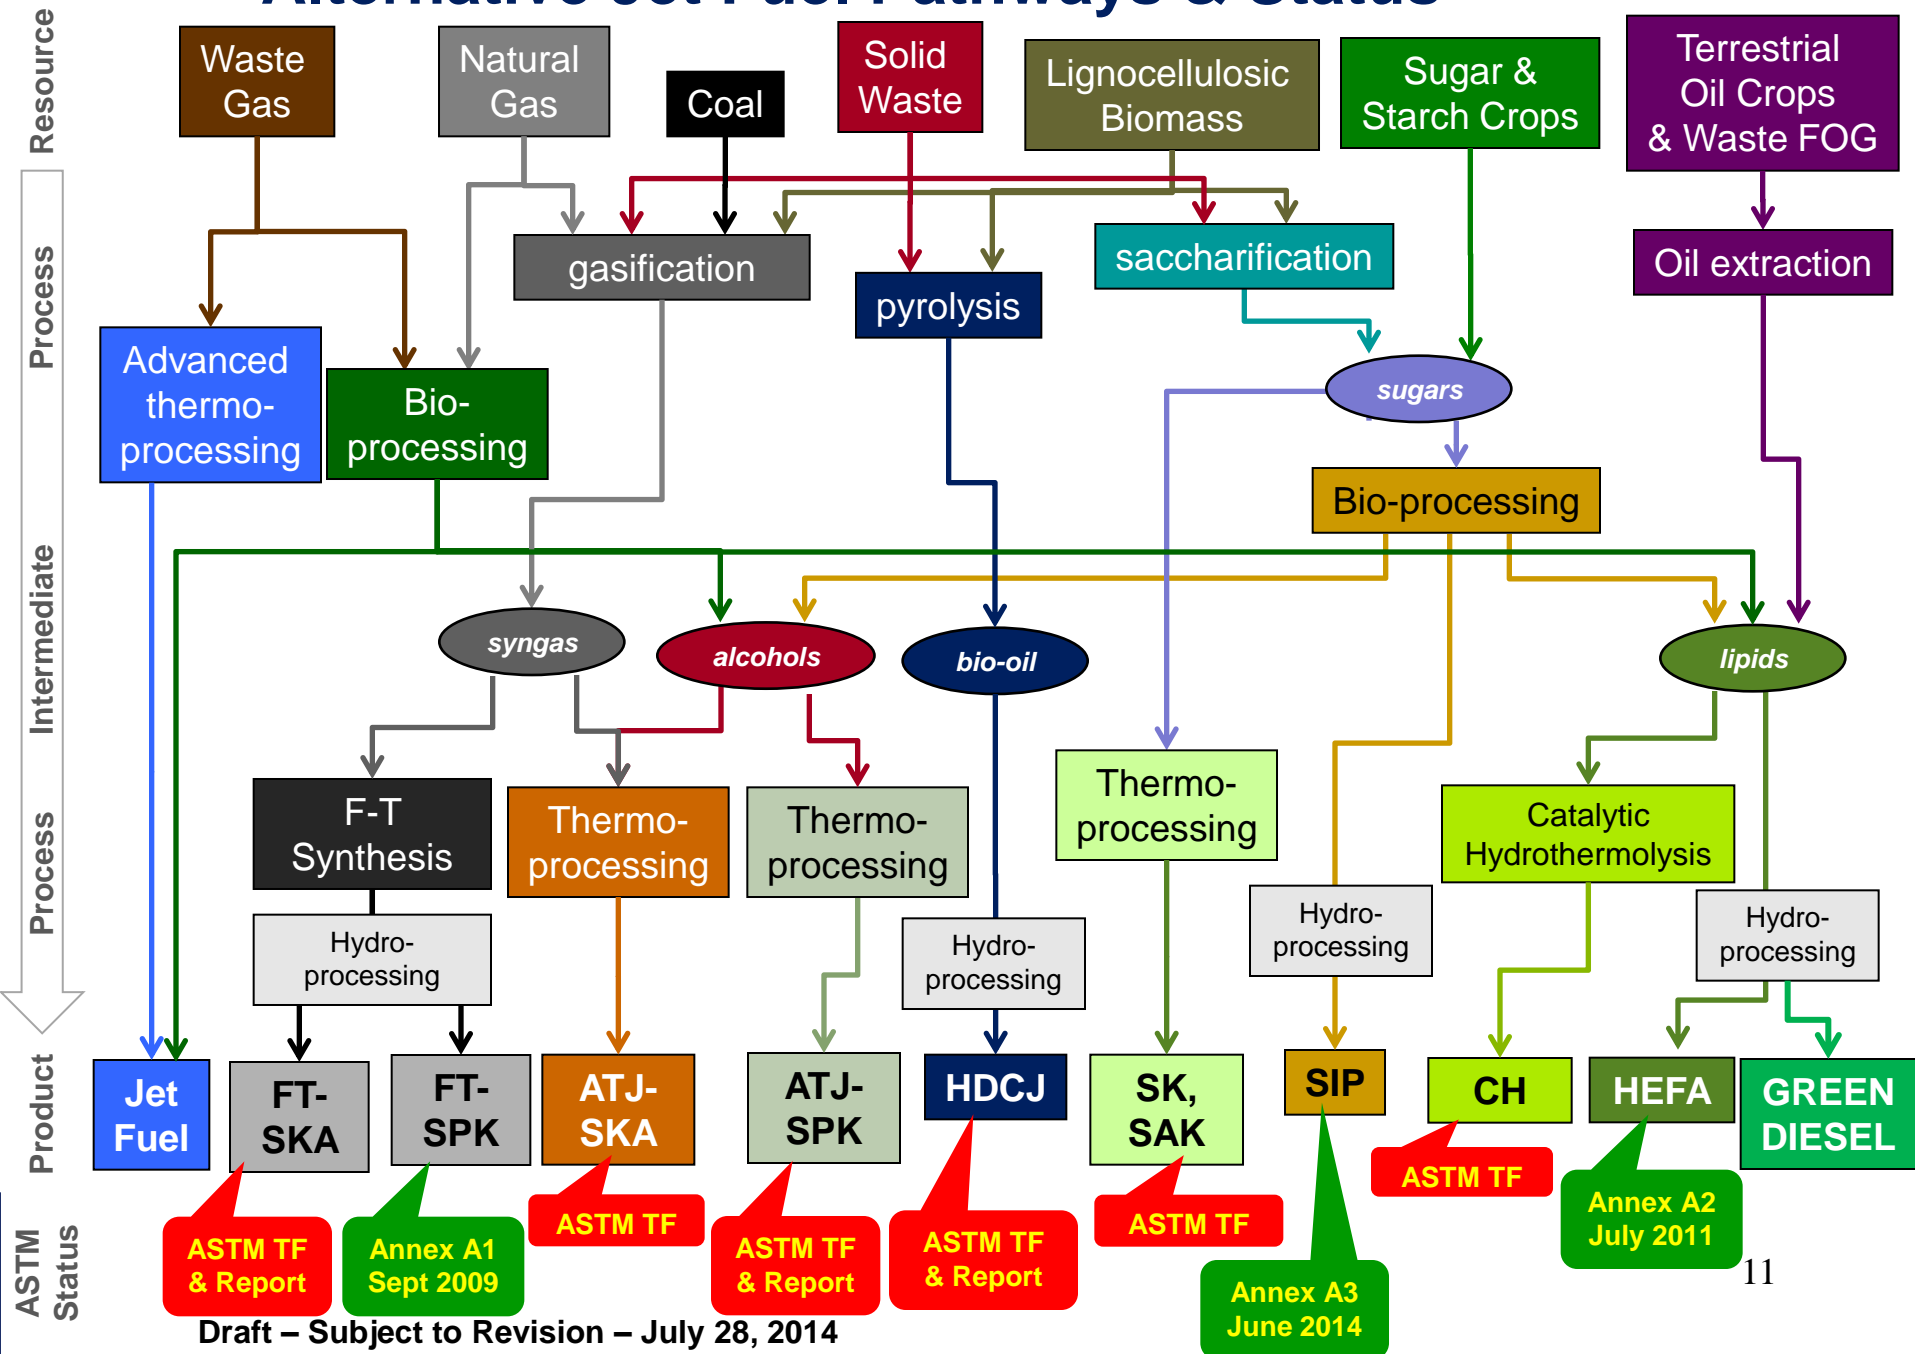 Alternative Jet Fuel Pathways & Status
Resource
Waste
Gas
Natural
Gas
Coal
Solid
Waste
Lignocellulosic
Biomass
Sugar &
Starch Crops
Terrestrial
Oil Crops
& Waste FOG
Process
gasification
pyrolysis
saccharification
Oil extraction
Advanced
thermo-
processing
Bio-
processing
sugars
Bio-processing
Intermediate
syngas
alcohols
bio-oil
lipids
Process
F-T
Synthesis
Thermo-
processing
Thermo-
processing
Thermo-
processing
Catalytic
Hydrothermolysis
Hydro-
processing
Hydro-
processing
Hydro-
processing
Hydro-
processing
Product
Jet
Fuel
FT-
SKA
FT-
SPK
ATJ-
SKA
ATJ-
SPK
HDCJ
SK,
SAK
SIP
CH
HEFA
GREEN
DIESEL
ASTM
Status
ASTM TF
& Report
Annex A1
Sept 2009
ASTM TF
ASTM TF
& Report
ASTM TF
& Report
ASTM TF
Annex A3
June 2014
ASTM TF
Annex A2
July 2011
11
Draft – Subject to Revision – July 28, 2014